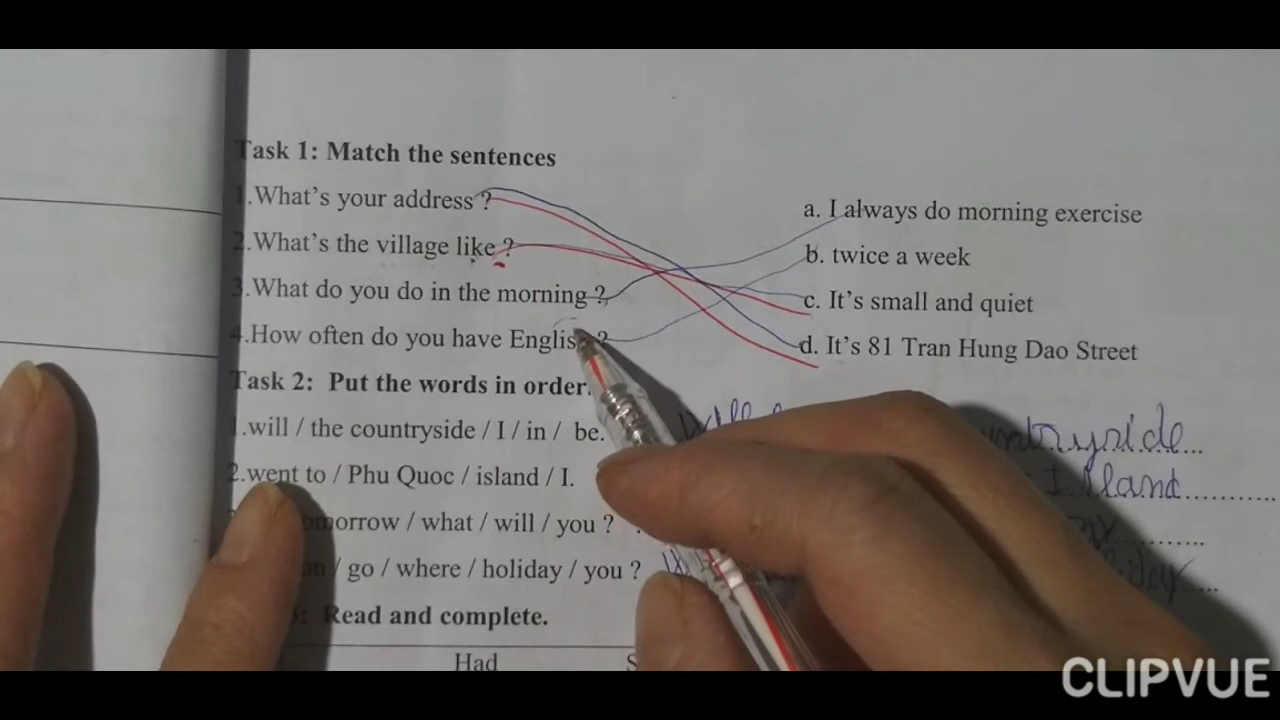 Task 1: Match the sentences
1.What's your address ?
a. I always do morning exercise
2.What's the village like ?
b. twice a week
3.What do you do in the morning ?
c. It's small and quiet
4.How often do you have Englis ?
d. It's 81 Tran Hung Dao Street
Task 2: Put the words in order.
1.will / the countryside / I / in / be.
2.went to / Phu Quoc / island / I.
Island
/ what / will / you ?
/ go / where / holiday / you ?
Read and complete.
Had
CLIPVUE